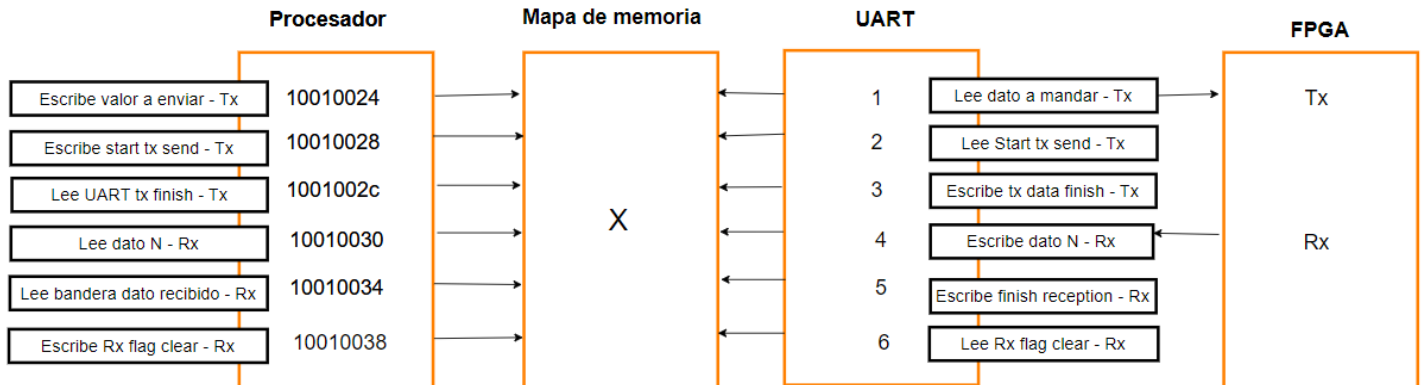 Procesador Mapa de memoria UART FPGA
Escribe valor a enviar - Tx 10010024 1 Lee dato a mandar - Tx Tx
Escribe start tx send - Tx 10010028 2 Lee Start tx send - Tx
Lee UART tx finish - Tx 1001002c 3 Escribe tx data finish - Tx
X
Lee dato N - Rx 10010030 4 Escribe dato N - Rx Rx
Lee bandera dato recibido - Rx 10010034 5 Escribe finish reception - Rx
Escribe Rx flag clear - Rx 10010038 6 Lee Rx flag clear - Rx